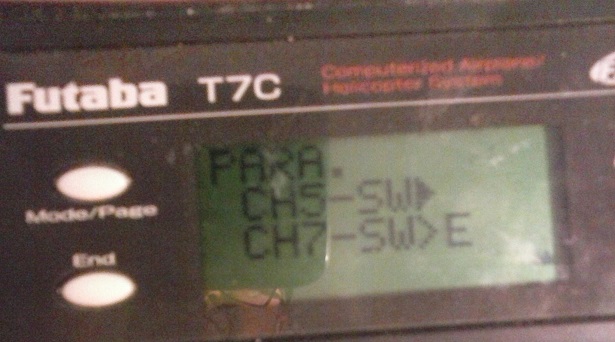 Futaba T7C Computerized Airplane/
Helicopter System
Mode/Page
End
PARA.
CH5-SW▶
CH7-SW>E